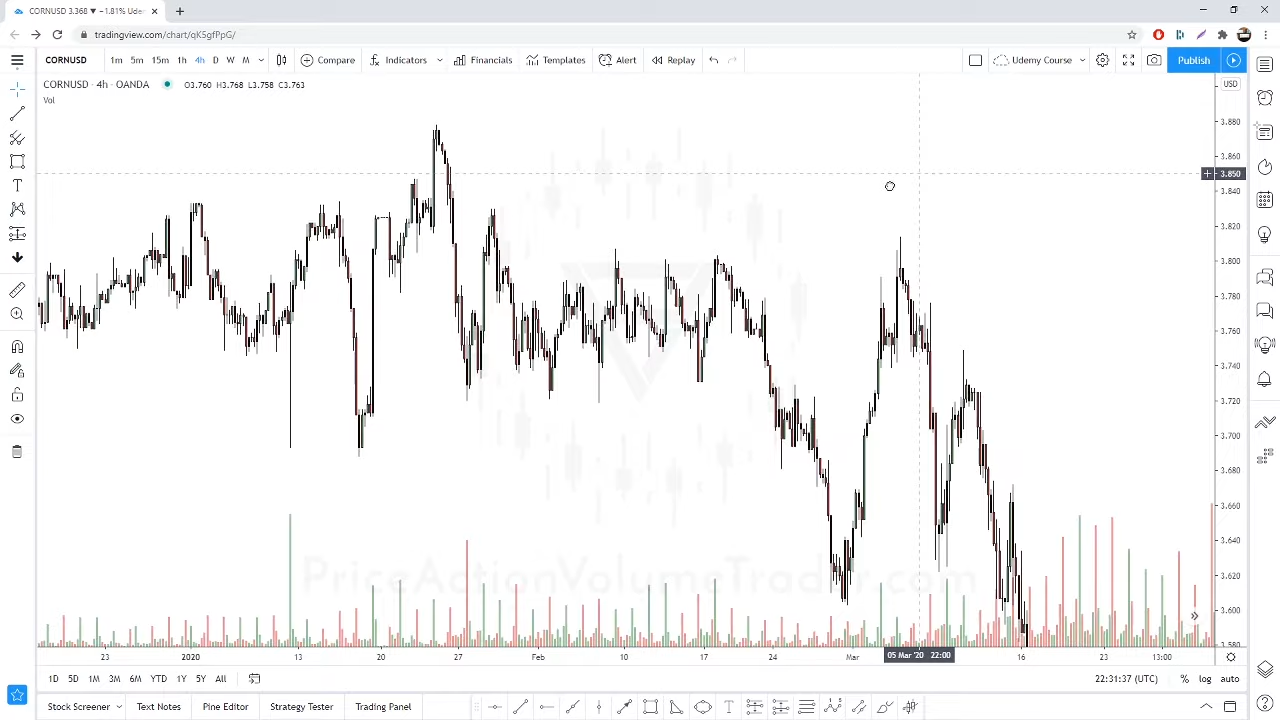 CORNUSD 3.368 ▼ −1.81% Uden
tradingview.com/chart/qK5gfPpG/
CORNUSD 1m 5m 15m 1h 4h D W M Compare Indicators Financials Templates Alert Replay Udemy Course Publish
CORNUSD · 4h · OANDA O3.760 H3.768 L3.758 C3.763
USD
Vol
3.880
3.860
3.850
3.840
3.820
3.800
3.780
3.760
3.740
3.720
3.700
3.680
3.660
3.640
3.620
3.600
3.580
PriceActionVolumeTrader.com
23 2020 13 20 27 Feb 10 17 24 Mar 05 Mar '20 22:00 16 23 13:00
1D 5D 1M 3M 6M YTD 1Y 5Y All 22:31:37 (UTC) % log auto
Stock Screener Text Notes Pine Editor Strategy Tester Trading Panel